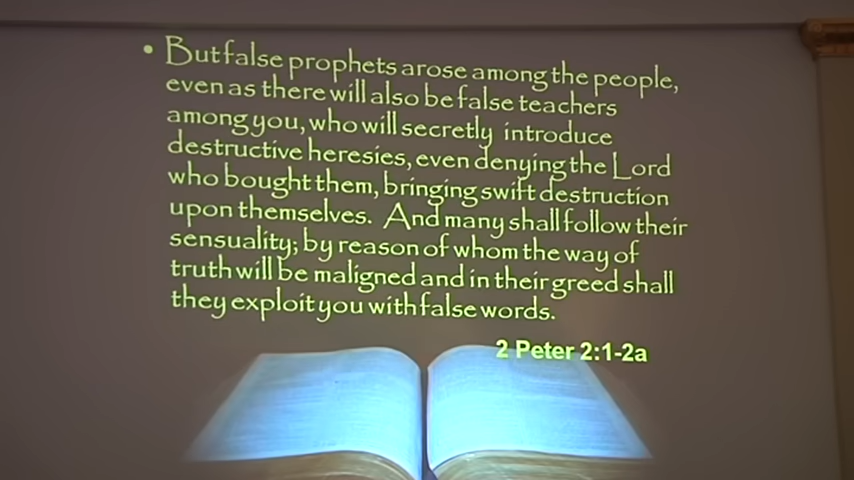 • But false prophets arose among the people,
even as there will also be false teachers
among you, who will secretly introduce
destructive heresies, even denying the Lord
who bought them, bringing swift destruction
upon themselves. And many shall follow their
sensuality; by reason of whom the way of
truth will be maligned and in their greed shall
they exploit you with false words.
2 Peter 2:1-2a